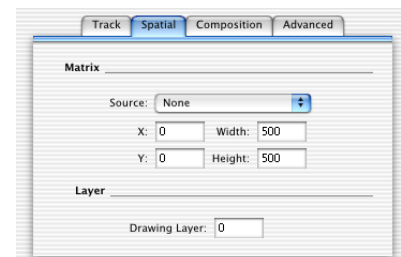 Track Spatial Composition Advanced
Matrix
Source: None
X: 0 Width: 500
Y: 0 Height: 500
Layer
Drawing Layer: 0